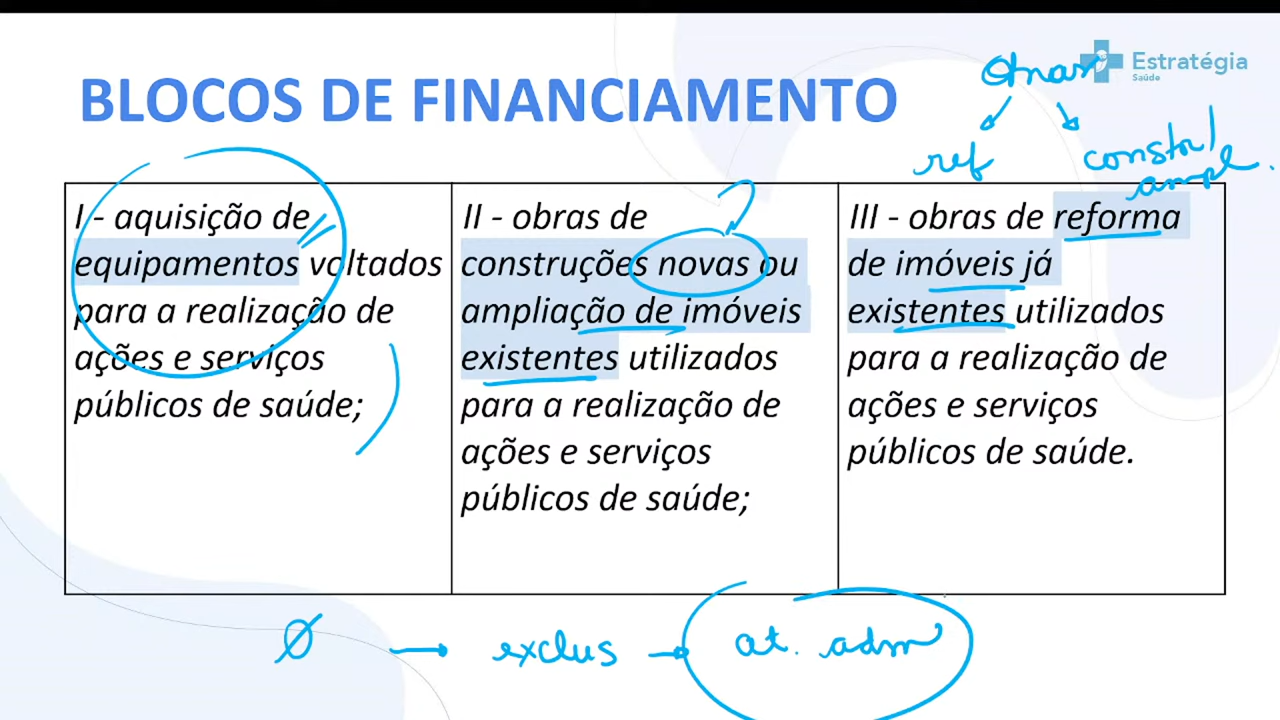 BLOCOS DE FINANCIAMENTO
Estratégia
Saúde
ref
constr/
ampl.
I - aquisição de
equipamentos voltados
para a realização de
ações e serviços
públicos de saúde;
II - obras de
construções novas ou
ampliação de imóveis
existentes utilizados
para a realização de
ações e serviços
públicos de saúde;
III - obras de reforma
de imóveis já
existentes utilizados
para a realização de
ações e serviços
públicos de saúde.
Ø → exclus → at. adm